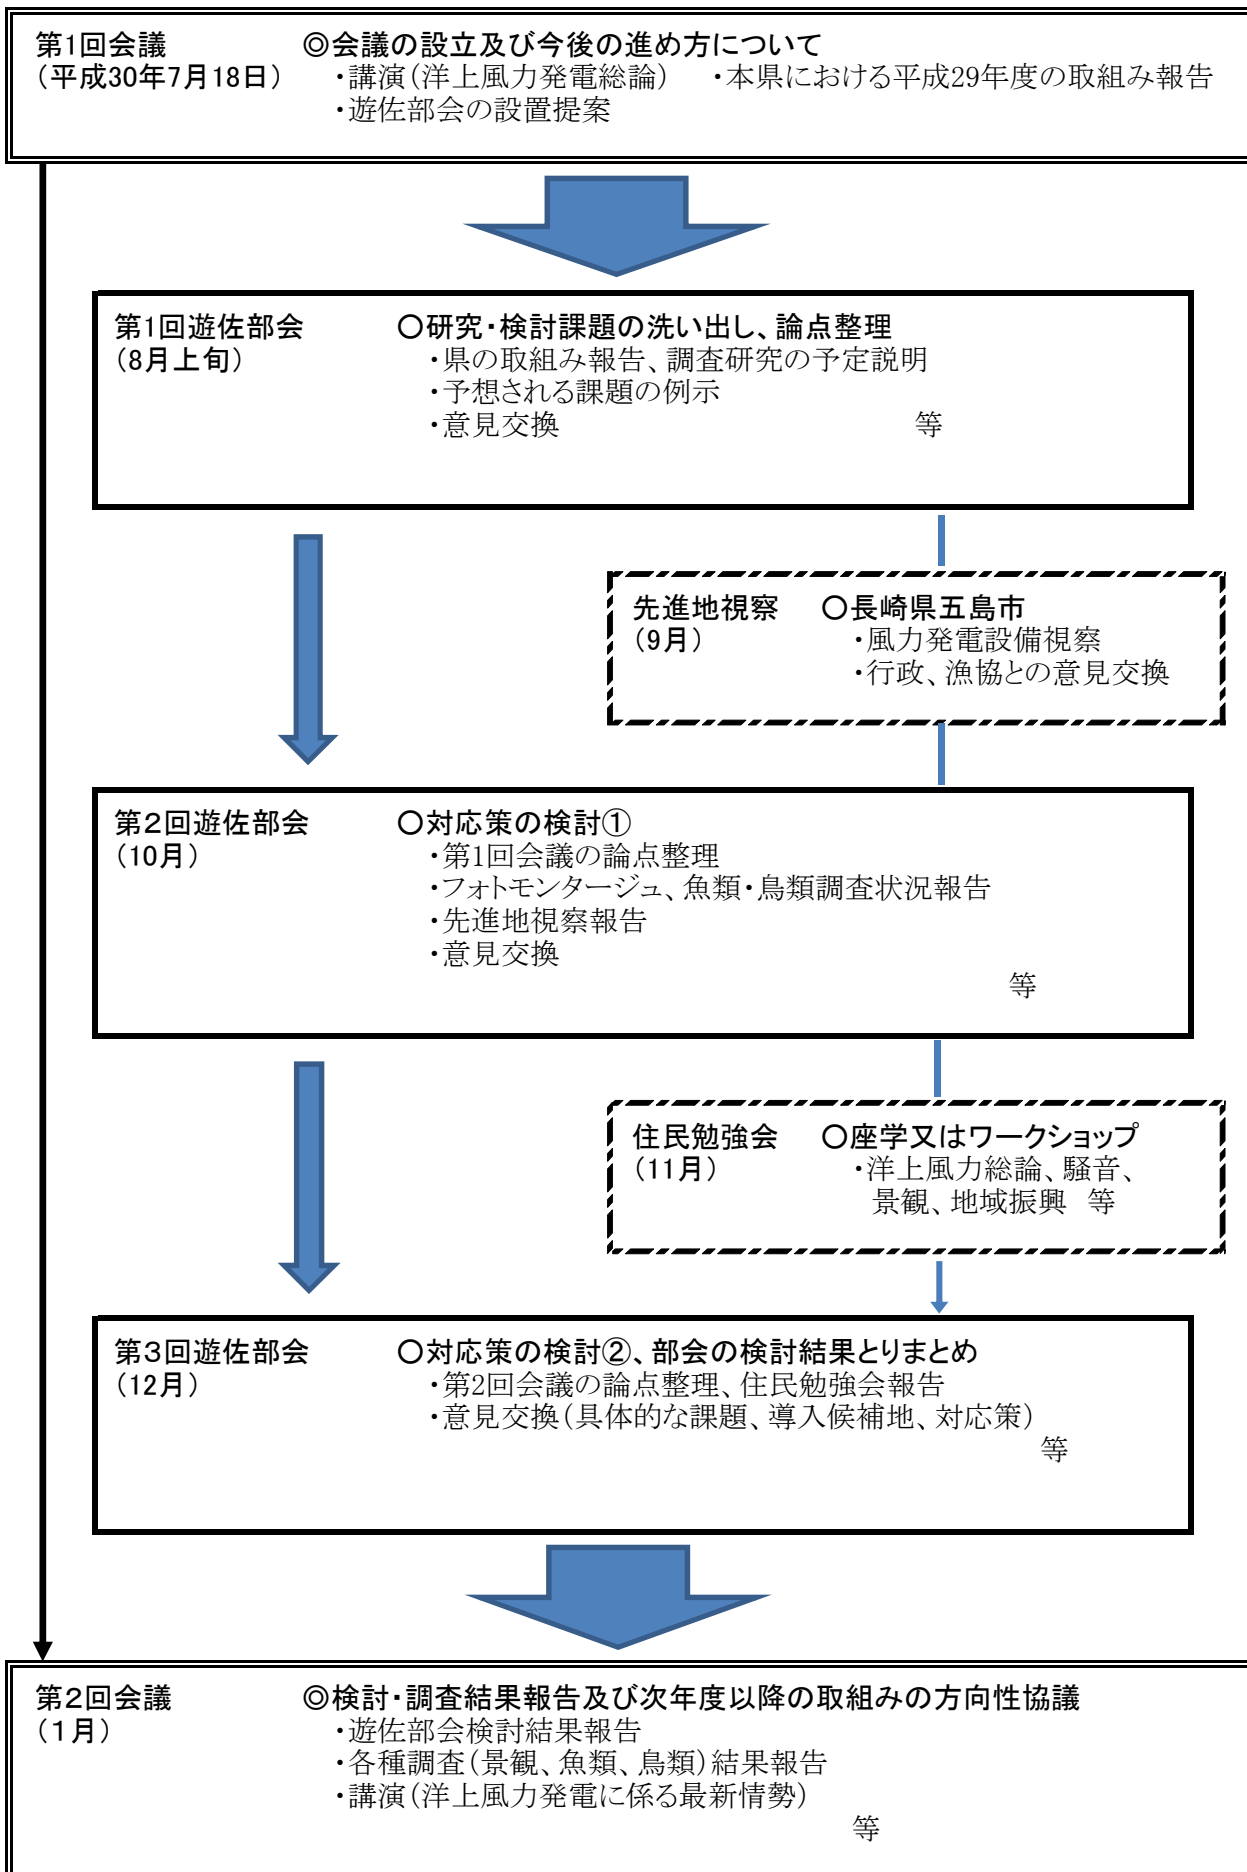 第1回会議 ◎会議の設立及び今後の進め方について
(平成30年7月18日) ・講演(洋上風力発電総論) ・本県における平成29年度の取組み報告
・遊佐部会の設置提案
第1回遊佐部会 ○研究・検討課題の洗い出し、論点整理
(8月上旬) ・県の取組み報告、調査研究の予定説明
・予想される課題の例示
・意見交換 等
先進地視察 ○長崎県五島市
(9月) ・風力発電設備視察
・行政、漁協との意見交換
第2回遊佐部会 ○対応策の検討①
(10月) ・第1回会議の論点整理
・フォトモンタージュ、魚類・鳥類調査状況報告
・先進地視察報告
・意見交換
等
住民勉強会 ○座学又はワークショップ
(11月) ・洋上風力総論、騒音、
景観、地域振興 等
第3回遊佐部会 ○対応策の検討②、部会の検討結果とりまとめ
(12月) ・第2回会議の論点整理、住民勉強会報告
・意見交換(具体的な課題、導入候補地、対応策)
等
第2回会議 ◎検討・調査結果報告及び次年度以降の取組みの方向性協議
(1月) ・遊佐部会検討結果報告
・各種調査(景観、魚類、鳥類)結果報告
・講演(洋上風力発電に係る最新情勢)
等